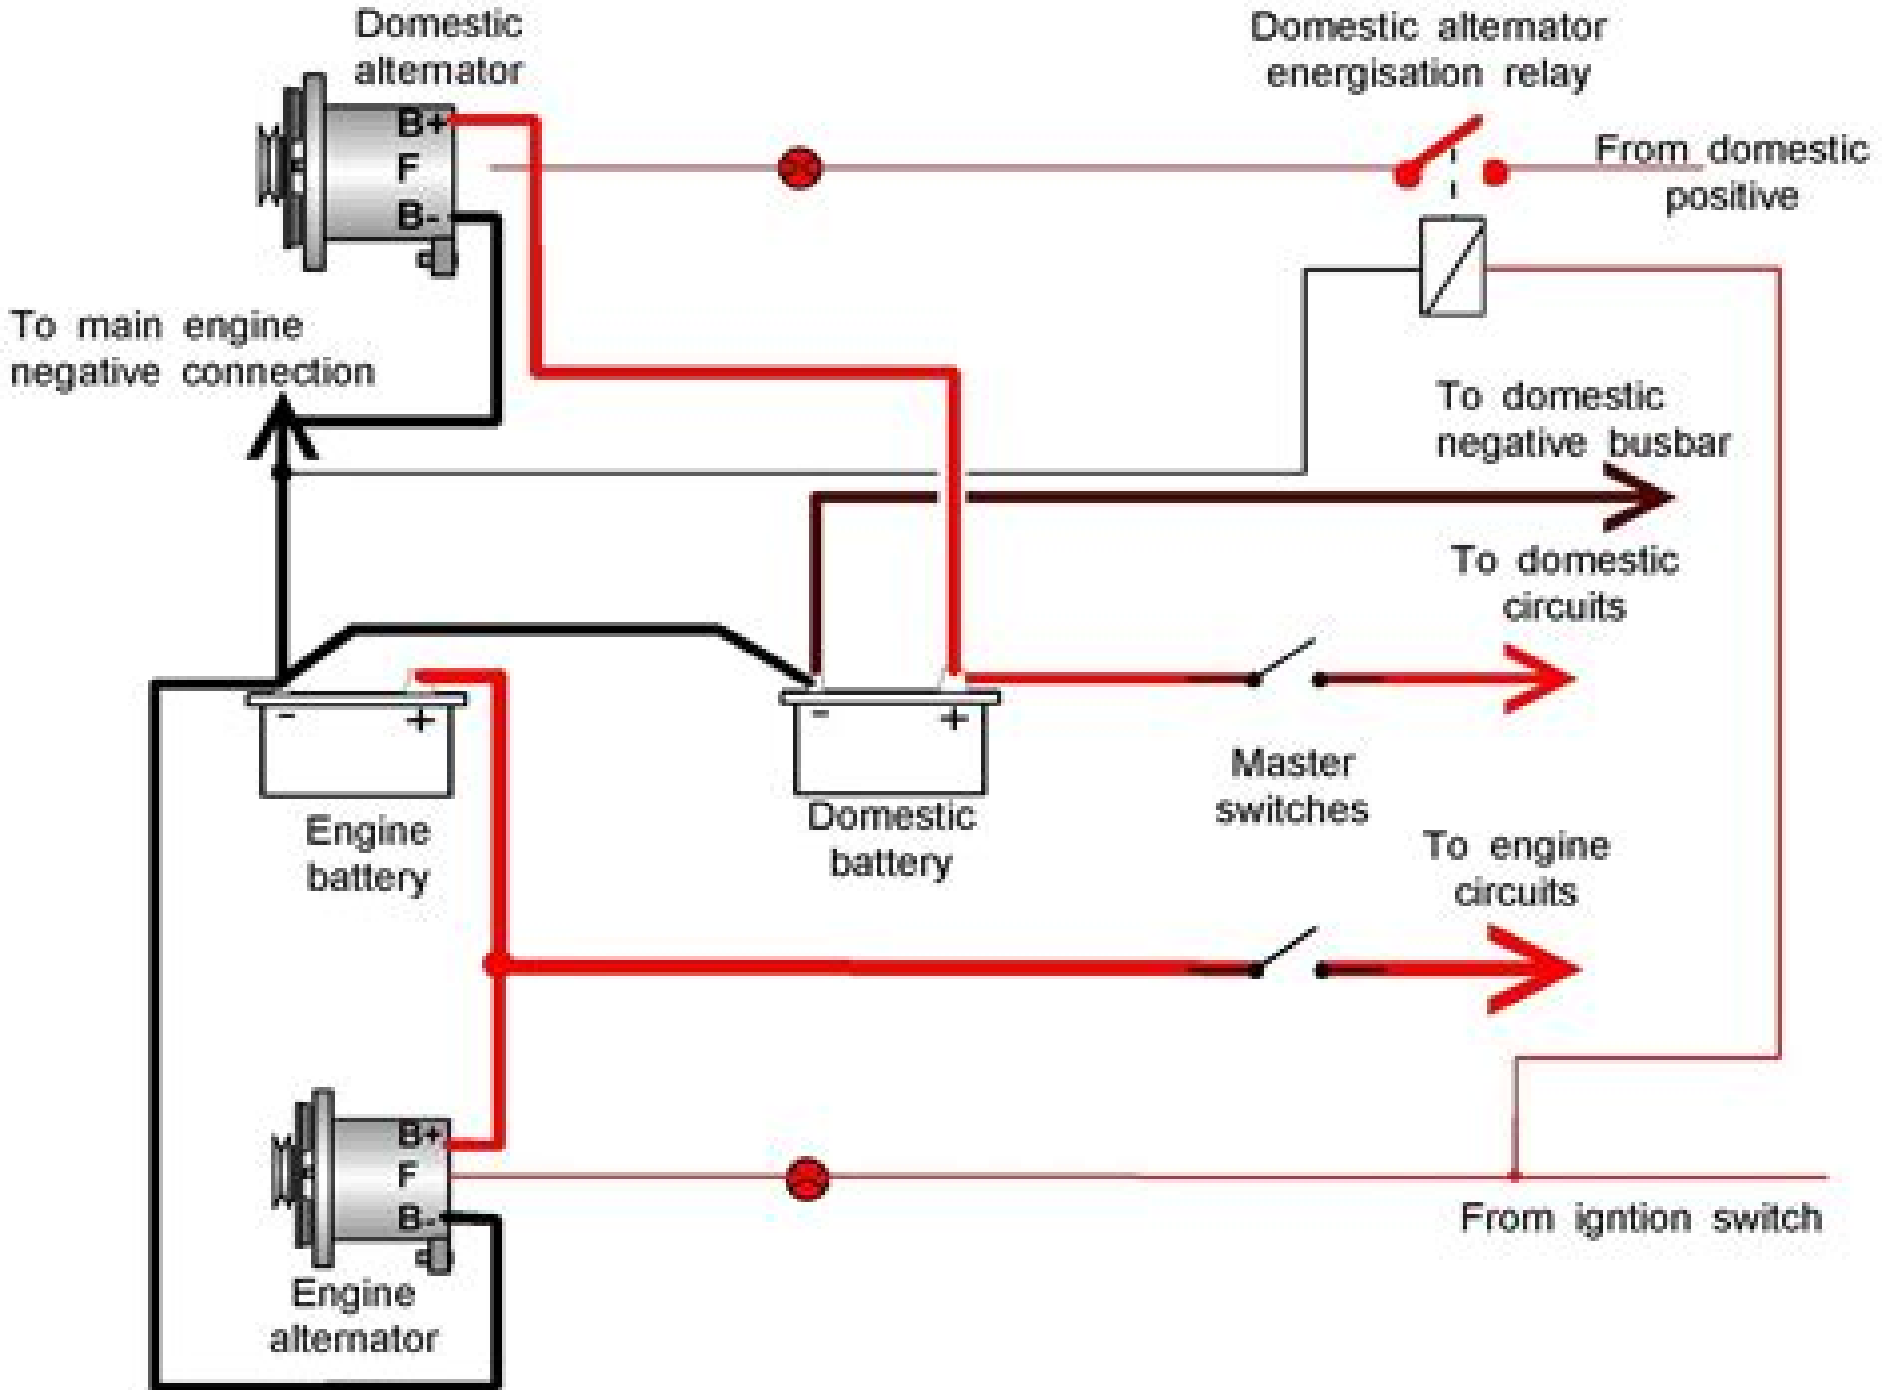 Domestic
alternator
B+
F
B-
Domestic alternator
energisation relay
From domestic
positive
To main engine
negative connection
To domestic
negative busbar
To domestic
circuits
- +
Engine
battery
- +
Domestic
battery
Master
switches
To engine
circuits
B+
F
B-
Engine
alternator
From igntion switch